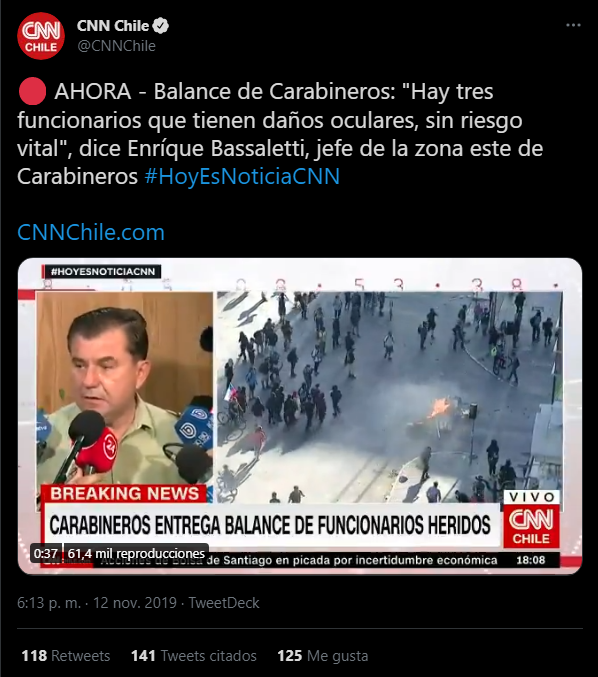 CNN
CHILE
CNN Chile
@CNNChile
AHORA - Balance de Carabineros: "Hay tres
funcionarios que tienen daños oculares, sin riesgo
vital", dice Enríque Bassaletti, jefe de la zona este de
Carabineros #HoyEsNoticiaCNN
CNNChile.com
#HOYESNOTICIACNN
24
BREAKING NEWS
VIVO
CARABINEROS ENTREGA BALANCE DE FUNCIONARIOS HERIDOS
CNN
CHILE
0:37 61,4 mil reproducciones
de Santiago en picada por incertidumbre económica
18:08
6:13 p. m. · 12 nov. 2019 · TweetDeck
118 Retweets 141 Tweets citados 125 Me gusta